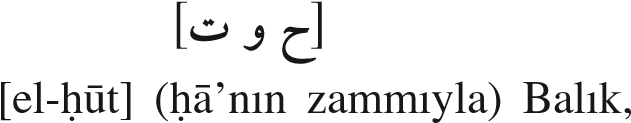 [ح و ت]
[el-ḥūt] (ḥā’nın zammıyla) Balık,